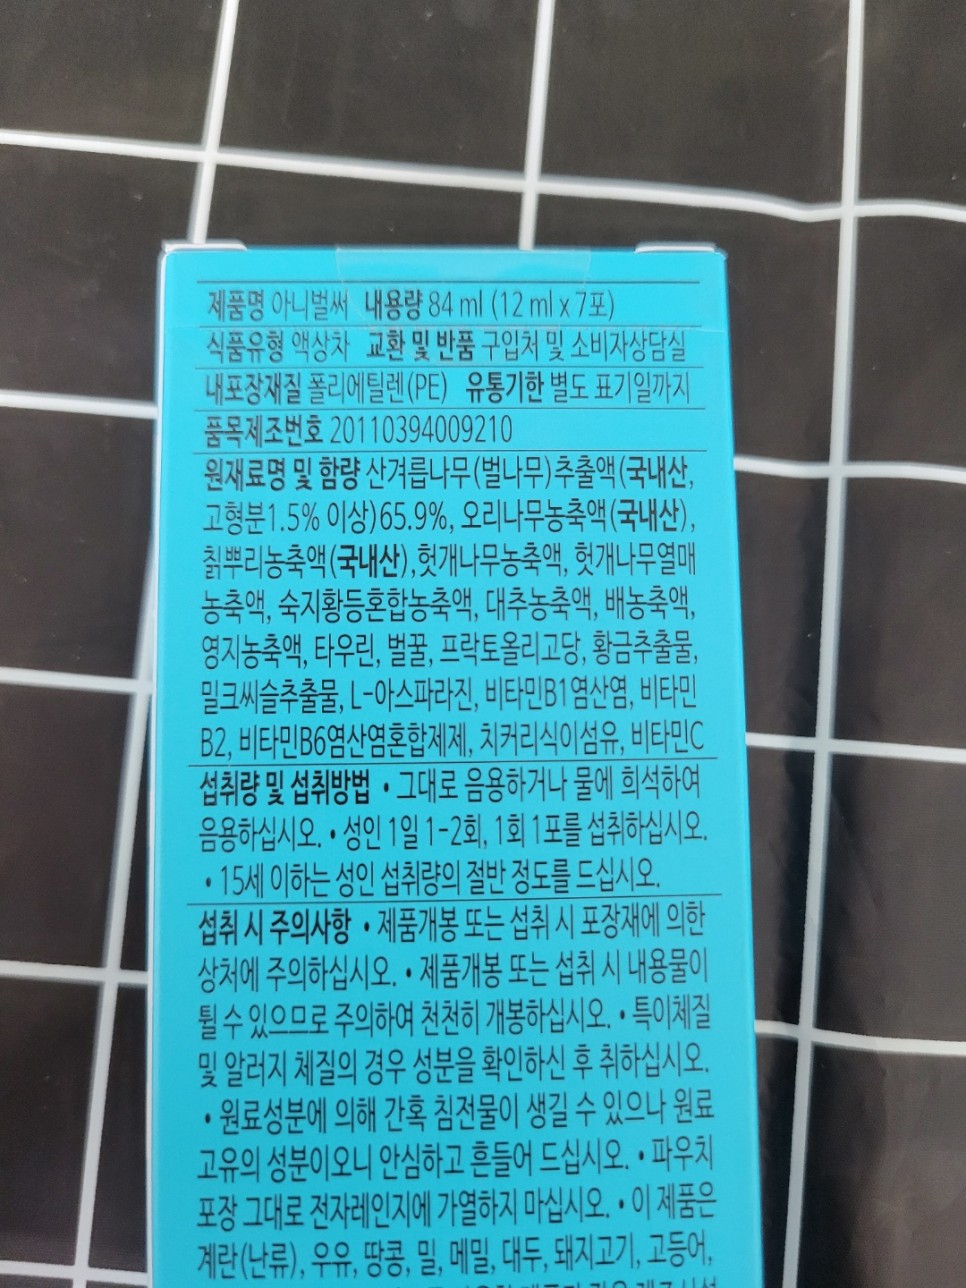 제품명 아니벌써 내용량 84 ml (12 ml x 7포)
식품유형 액상차 교환 및 반품 구입처 및 소비자상담실
내포장재질 폴리에틸렌(PE) 유통기한 별도 표기일까지
품목제조번호 20110394009210
원재료명 및 함량 산겨릅나무(벌나무)추출액(국내산,
고형분1.5% 이상)65.9%, 오리나무농축액(국내산),
칡뿌리농축액(국내산),헛개나무농축액, 헛개나무열매
농축액, 숙지황등혼합농축액, 대추농축액, 배농축액,
영지농축액, 타우린, 벌꿀, 프락토올리고당, 황금추출물,
밀크씨슬추출물, L-아스파라진, 비타민B1염산염, 비타민
B2, 비타민B6염산염혼합제제, 치커리식이섬유, 비타민C
섭취량 및 섭취방법 • 그대로 음용하거나 물에 희석하여
음용하십시오. • 성인 1일 1-2회, 1회 1포를 섭취하십시오.
• 15세 이하는 성인 섭취량의 절반 정도를 드십시오.
섭취 시 주의사항 • 제품개봉 또는 섭취 시 포장재에 의한
상처에 주의하십시오. • 제품개봉 또는 섭취 시 내용물이
튈 수 있으므로 주의하여 천천히 개봉하십시오. • 특이체질
및 알러지 체질의 경우 성분을 확인하신 후 취하십시오.
• 원료성분에 의해 간혹 침전물이 생길 수 있으나 원료
고유의 성분이오니 안심하고 흔들어 드십시오. • 파우치
포장 그대로 전자레인지에 가열하지 마십시오. • 이 제품은
계란(난류), 우유, 땅콩, 밀, 메밀, 대두, 돼지고기, 고등어,